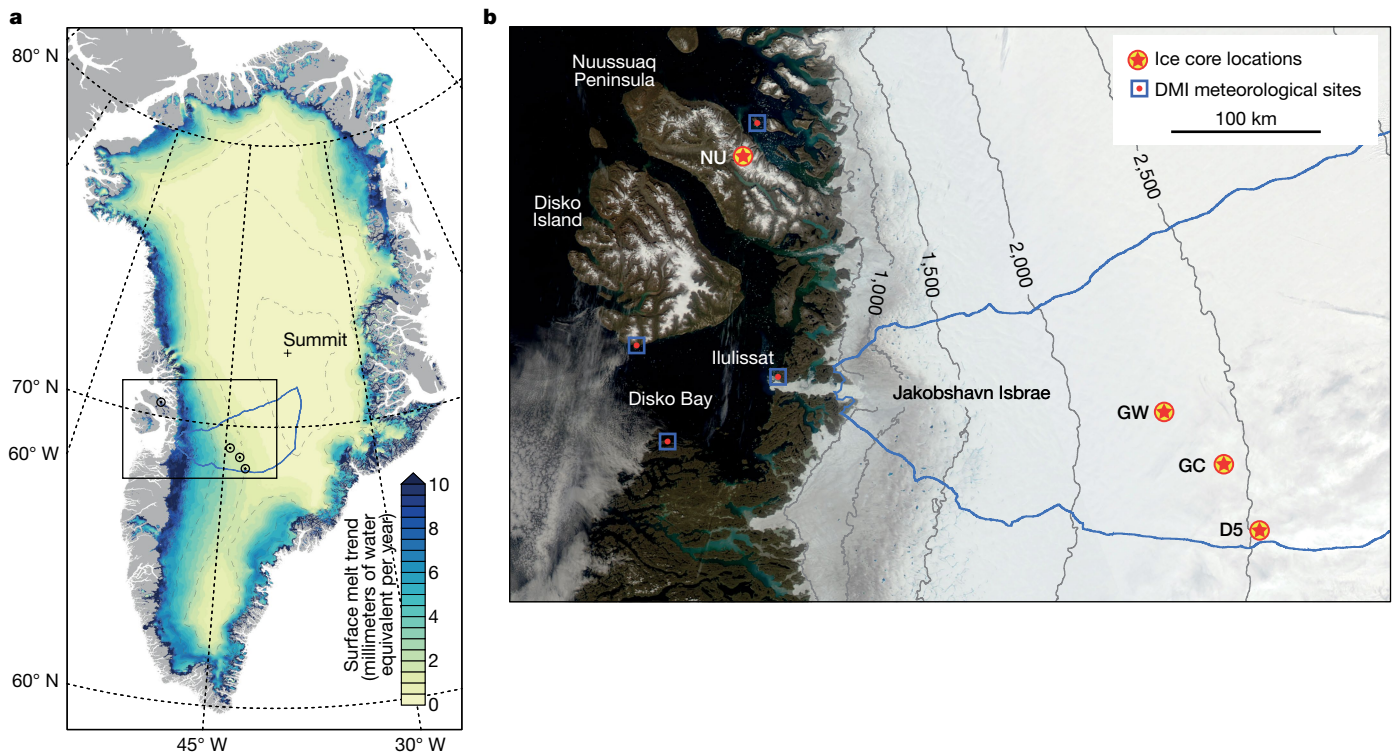 a
80° N
Summit
70° N
60° W
10
8
6
4
2
0
Surface melt trend
(millimeters of water
equivalent per year)
60° N
45° W
30° W
b
Nuussuaq
Peninsula
NU
Disko
Island
Ilulissat
Disko Bay
Jakobshavn Isbrae
1,000
1,500
2,000
2,500
GW
GC
D5
Ice core locations
DMI meteorological sites
100 km